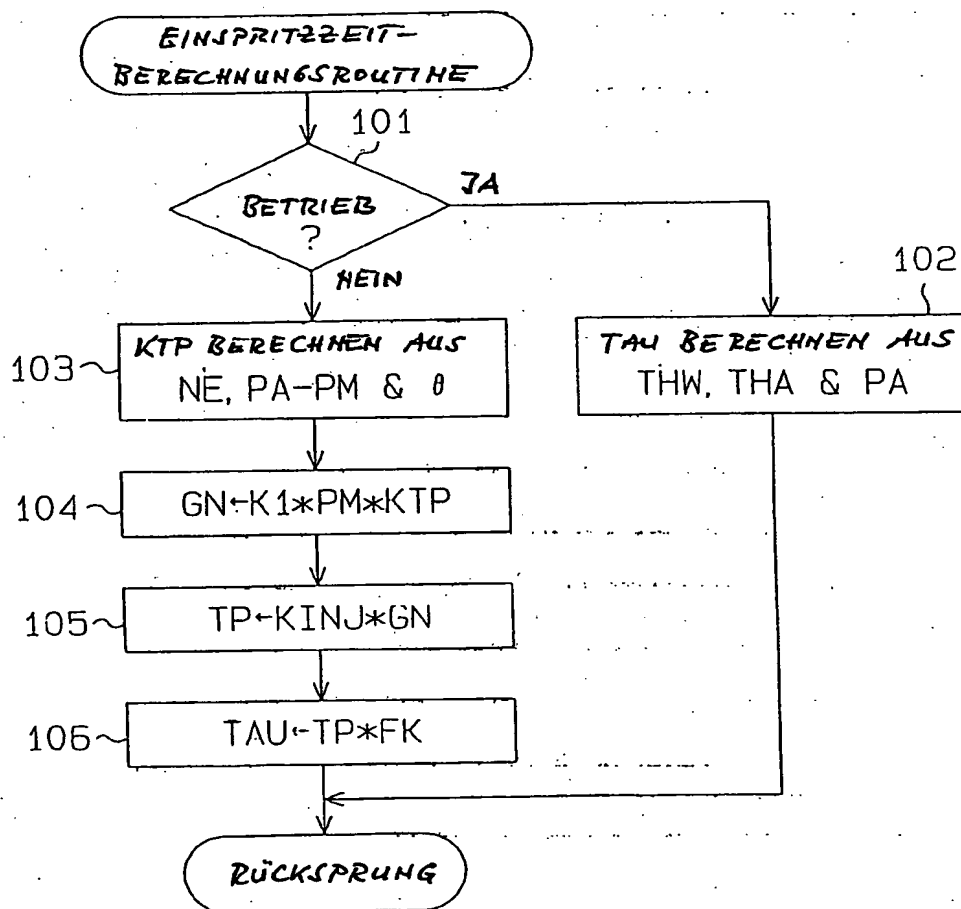 EINSPRITZZEIT-
BERECHNUNGSROUTINE
101
BETRIEB
?
JA
NEIN
102
103
KTP BERECHNEN AUS
NE, PA-PM & θ
TAU BERECHNEN AUS
THW, THA & PA
104
GN←K1*PM*KTP
105
TP←KINJ*GN
106
TAU←TP*FK
RÜCKSPRUNG